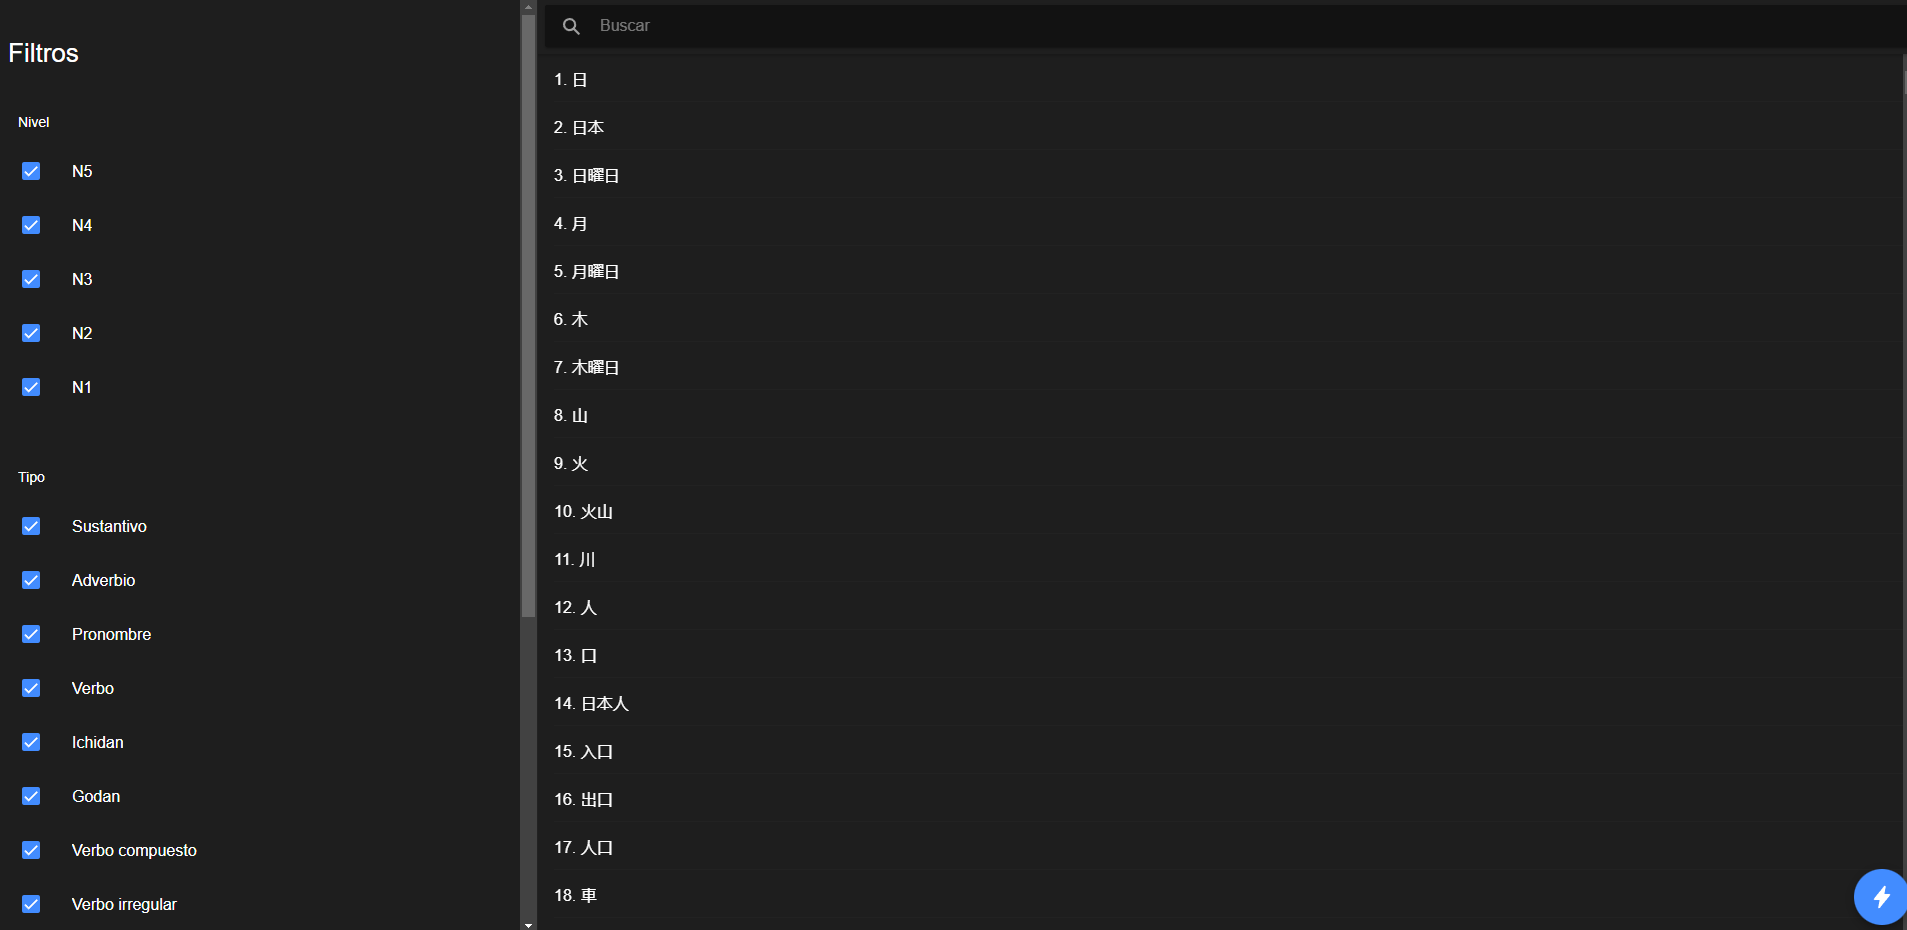 Filtros
Nivel
N5
N4
N3
N2
N1
Tipo
Sustantivo
Adverbio
Pronombre
Verbo
Ichidan
Godan
Verbo compuesto
Verbo irregular
Buscar
1. 日
2. 日本
3. 日曜日
4. 月
5. 月曜日
6. 木
7. 木曜日
8. 山
9. 火
10. 火山
11. 川
12. 人
13. 口
14. 日本人
15. 入口
16. 出口
17. 人口
18. 車